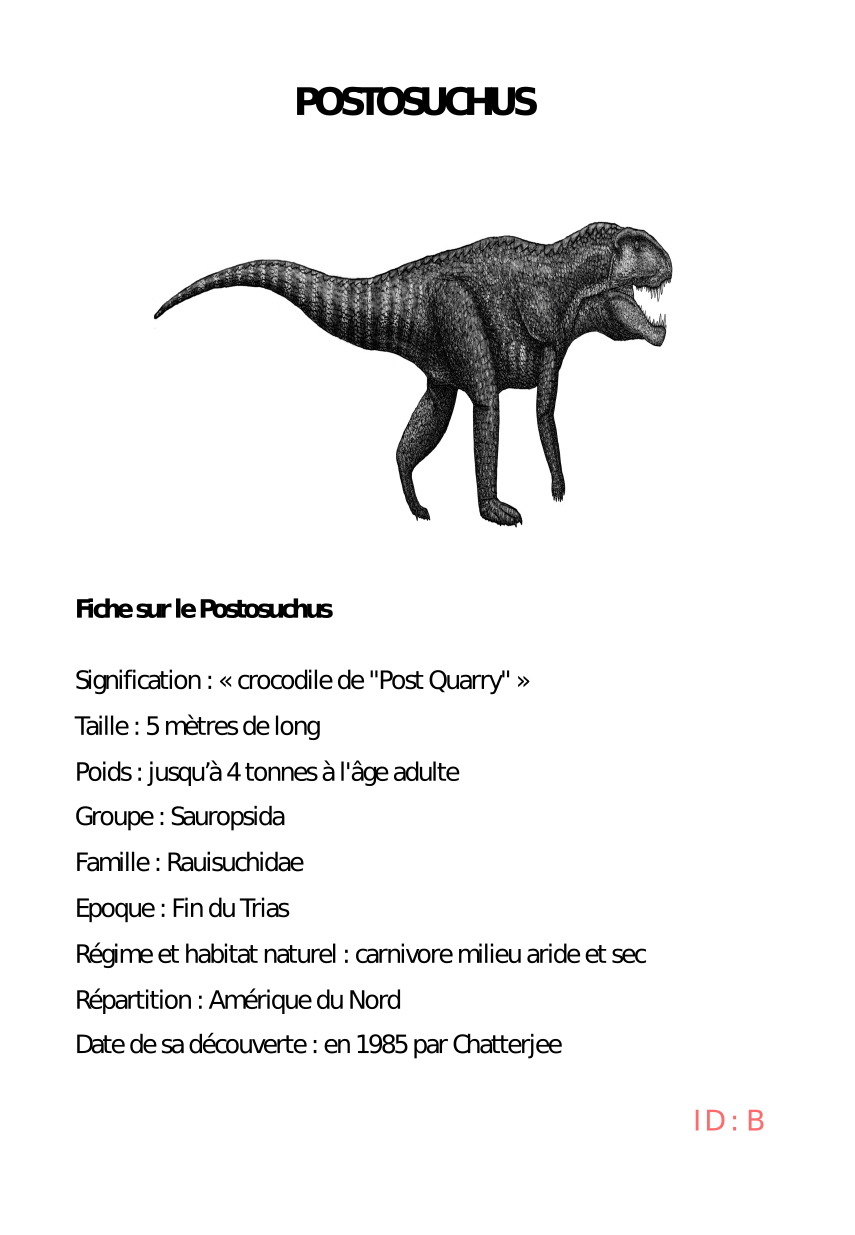 POSTOSUCHUS
Fiche sur le Postosuchus
Signification : « crocodile de "Post Quarry" »
Taille : 5 mètres de long
Poids : jusqu’à 4 tonnes à l'âge adulte
Groupe : Sauropsida
Famille : Rauisuchidae
Epoque : Fin du Trias
Régime et habitat naturel : carnivore milieu aride et sec
Répartition : Amérique du Nord
Date de sa découverte : en 1985 par Chatterjee
ID : B